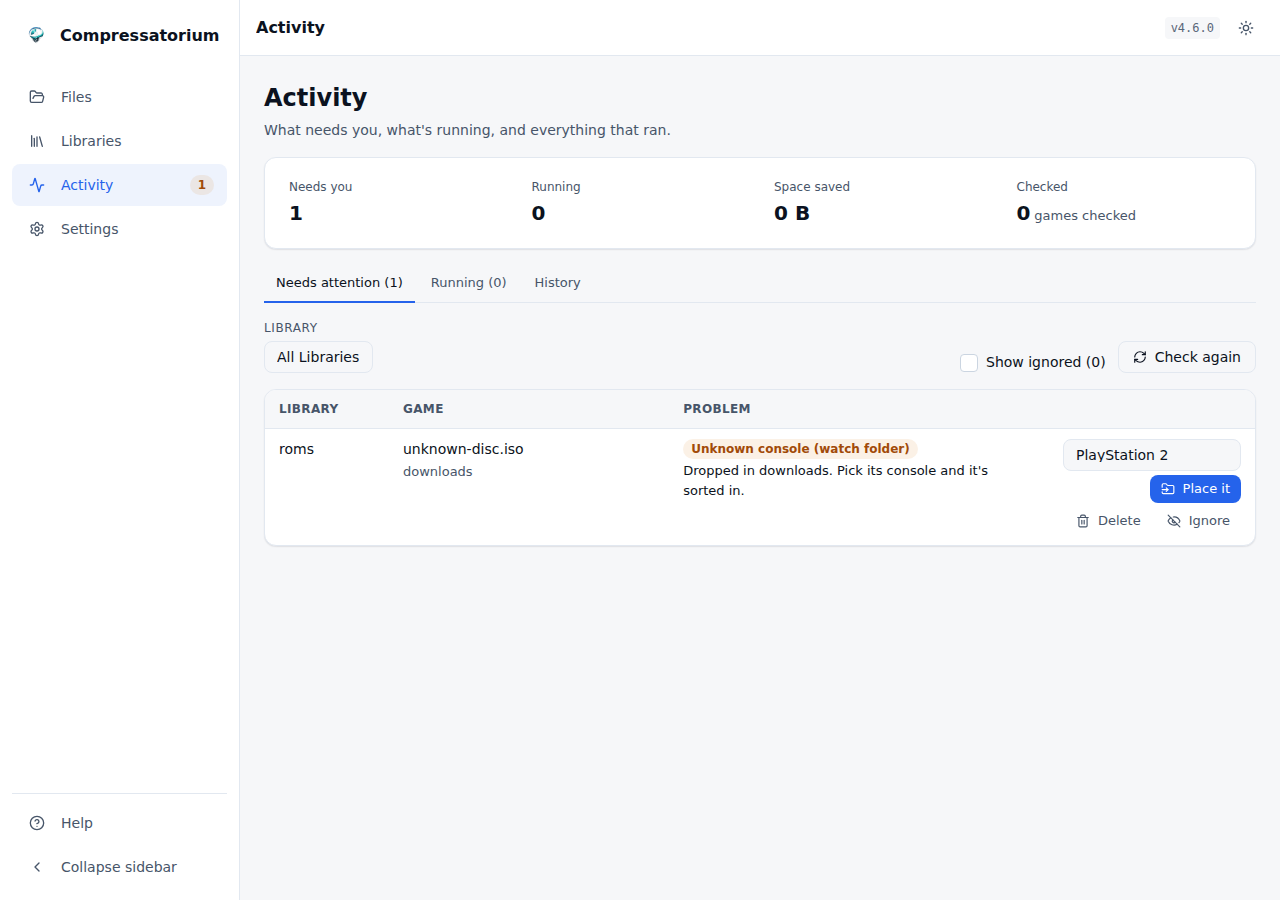 Compressatorium
Files
Libraries
Activity 1
Settings
Help
Collapse sidebar
Activity
v4.6.0
Activity
What needs you, what's running, and everything that ran.
Needs you
1
Running
0
Space saved
0 B
Checked
0 games checked
Needs attention (1) Running (0) History
LIBRARY
All Libraries
Show ignored (0) Check again
LIBRARY GAME PROBLEM
roms
unknown-disc.iso
downloads
Unknown console (watch folder)
Dropped in downloads. Pick its console and it's
sorted in.
PlayStation 2
Place it
Delete Ignore